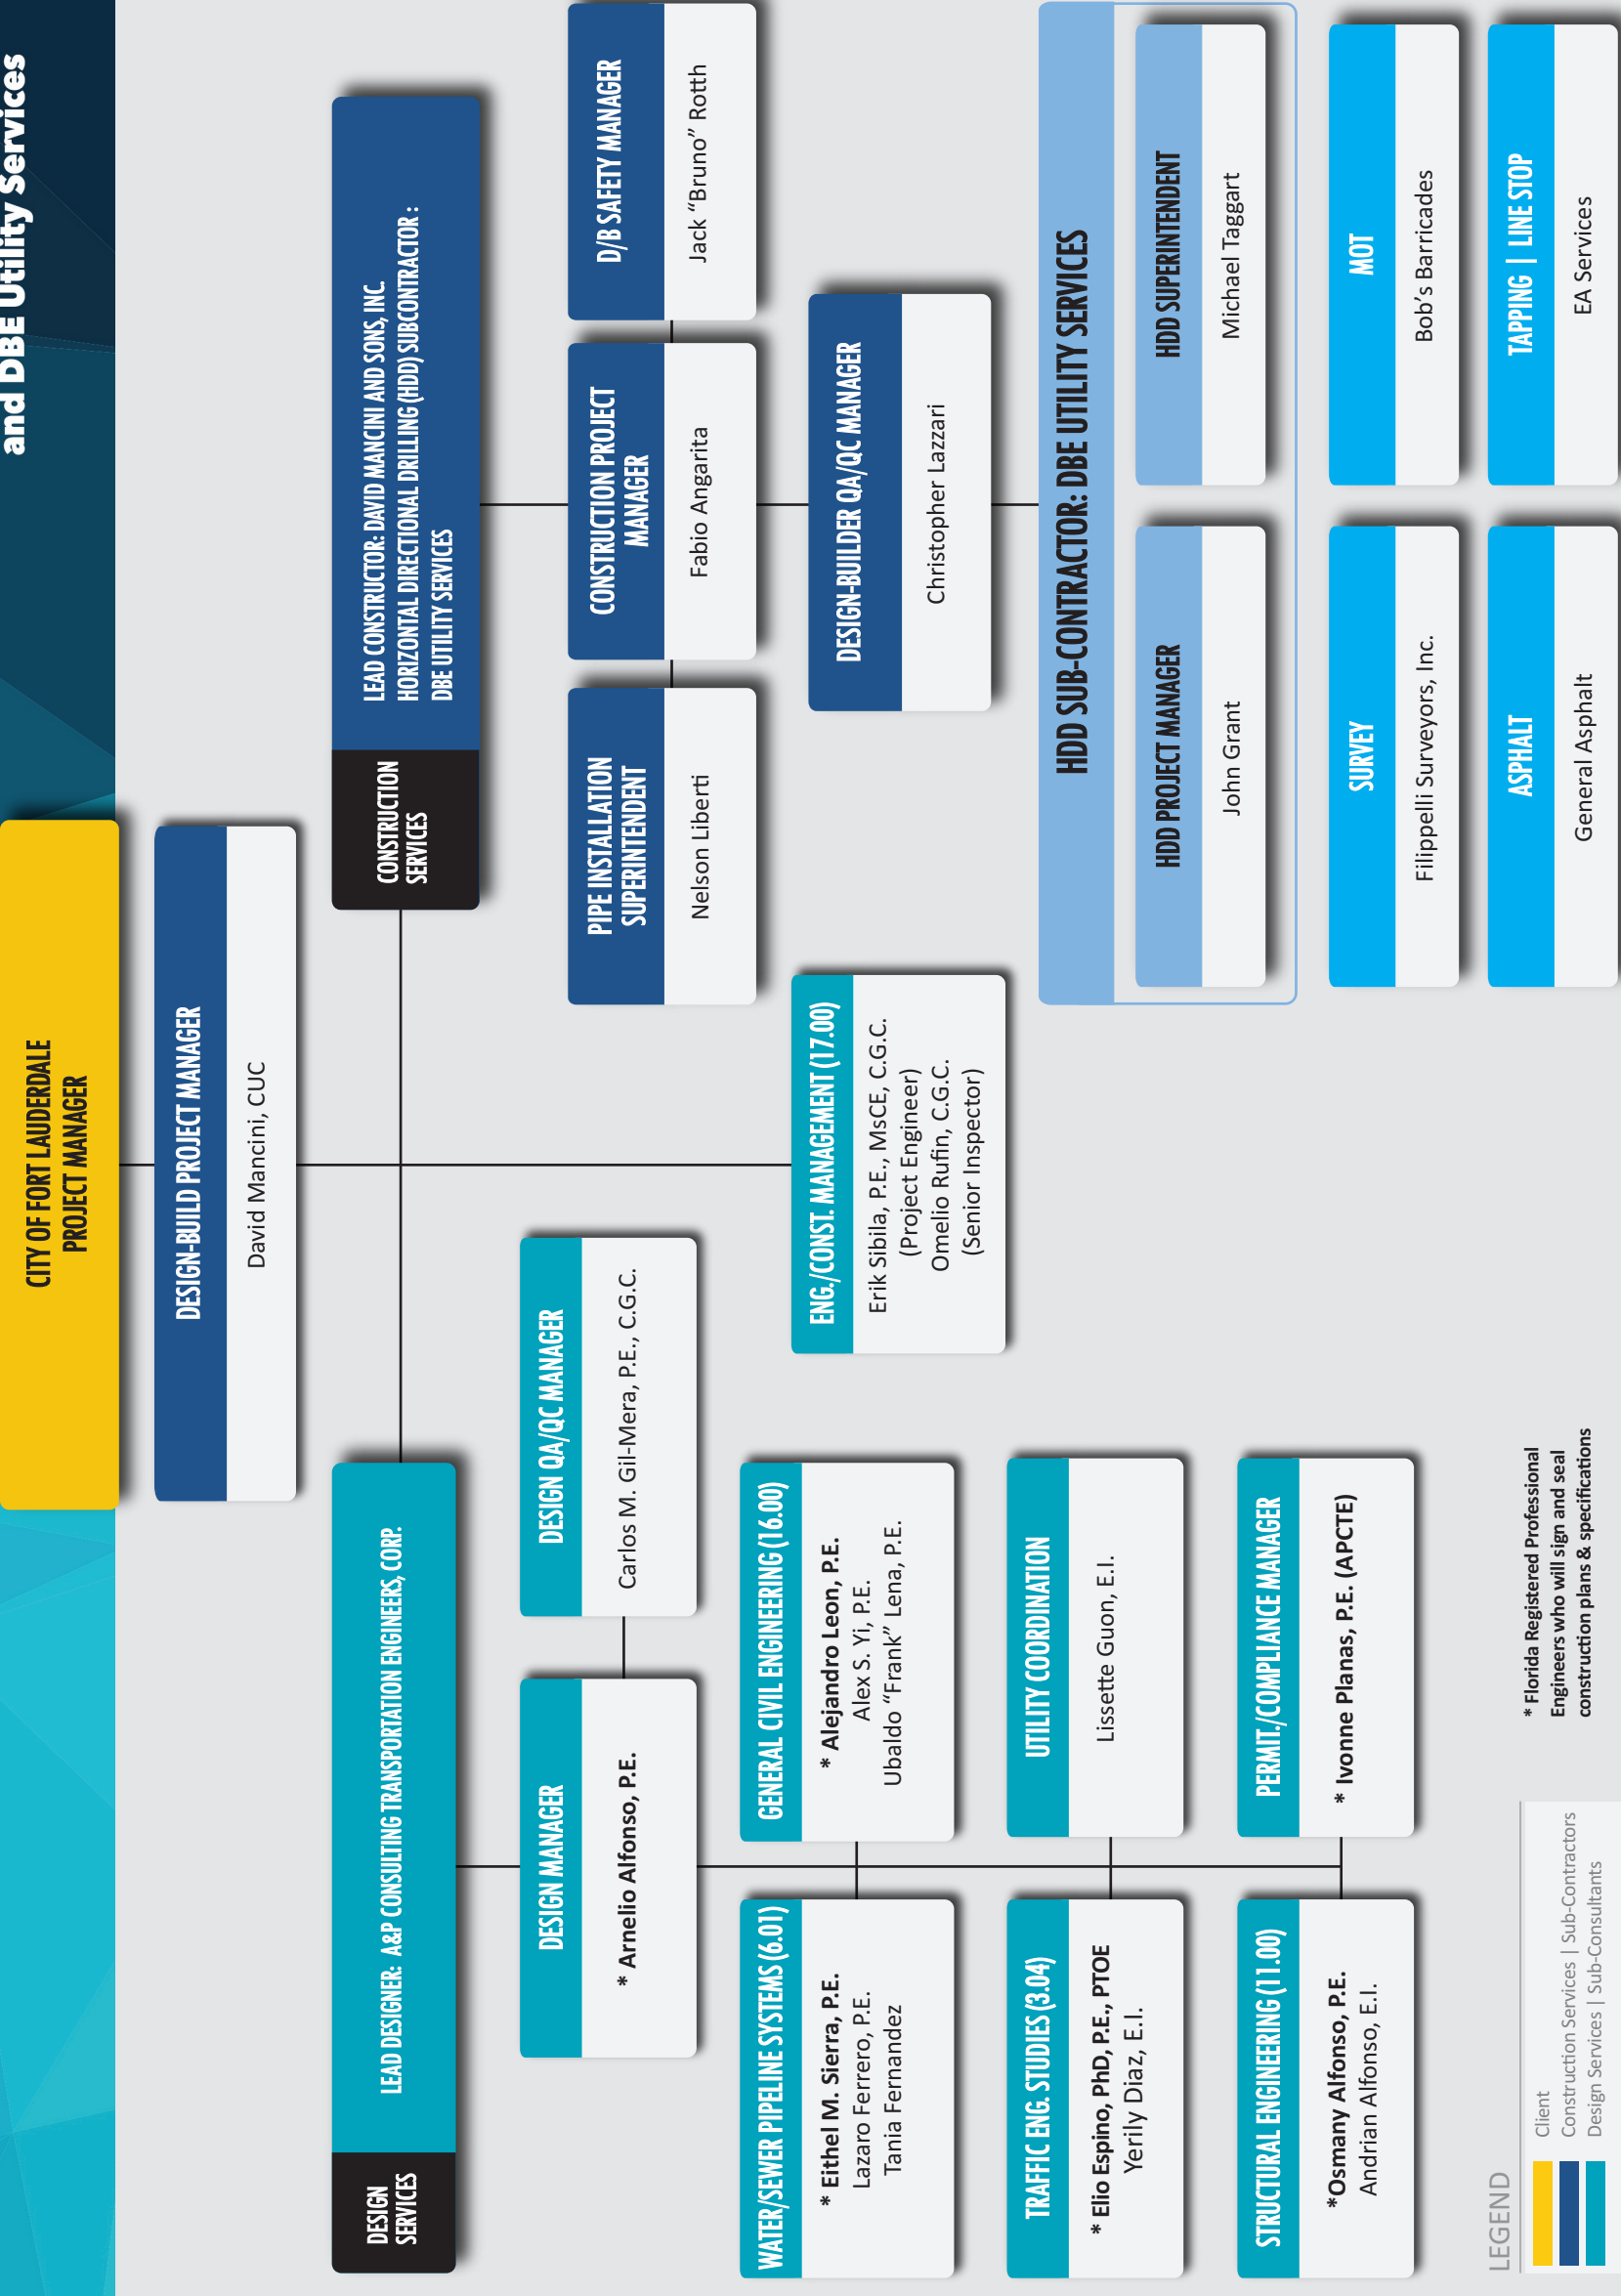 and DBE Utility Services
CITY OF FORT LAUDERDALE
PROJECT MANAGER
DESIGN-BUILD PROJECT MANAGER
David Mancini, CUC
DESIGN
SERVICES
LEAD DESIGNER: A&P CONSULTING TRANSPORTATION ENGINEERS, CORP.
CONSTRUCTION
SERVICES
LEAD CONSTRUCTOR: DAVID MANCINI AND SONS, INC.
HORIZONTAL DIRECTIONAL DRILLING (HDD) SUBCONTRACTOR :
DBE UTILITY SERVICES
DESIGN MANAGER
* Arnelio Alfonso, P.E.
DESIGN QA/QC MANAGER
Carlos M. Gil-Mera, P.E., C.G.C.
WATER/SEWER PIPELINE SYSTEMS (6.01)
* Eithel M. Sierra, P.E.
Lazaro Ferrero, P.E.
Tania Fernandez
GENERAL CIVIL ENGINEERING (16.00)
* Alejandro Leon, P.E.
Alex S. Yi, P.E.
Ubaldo “Frank” Lena, P.E.
TRAFFIC ENG. STUDIES (3.04)
* Elio Espino, PhD, P.E., PTOE
Yerily Diaz, E.I.
UTILITY COORDINATION
Lissette Guon, E.I.
STRUCTURAL ENGINEERING (11.00)
*Osmany Alfonso, P.E.
Andrian Alfonso, E.I.
PERMIT./COMPLIANCE MANAGER
* Ivonne Planas, P.E. (APCTE)
ENG./CONST. MANAGEMENT (17.00)
Erik Sibila, P.E., MsCE, C.G.C.
(Project Engineer)
Omelio Rufin, C.G.C.
(Senior Inspector)
PIPE INSTALLATION
SUPERINTENDENT
Nelson Liberti
CONSTRUCTION PROJECT
MANAGER
Fabio Angarita
D/B SAFETY MANAGER
Jack “Bruno” Rotth
DESIGN-BUILDER QA/QC MANAGER
Christopher Lazzari
HDD SUB-CONTRACTOR: DBE UTILITY SERVICES
HDD PROJECT MANAGER
John Grant
HDD SUPERINTENDENT
Michael Taggart
SURVEY
Filippelli Surveyors, Inc.
MOT
Bob’s Barricades
ASPHALT
General Asphalt
TAPPING | LINE STOP
EA Services
LEGEND
Client
Construction Services | Sub-Contractors
Design Services | Sub-Consultants
* Florida Registered Professional
Engineers who will sign and seal
construction plans & specifications